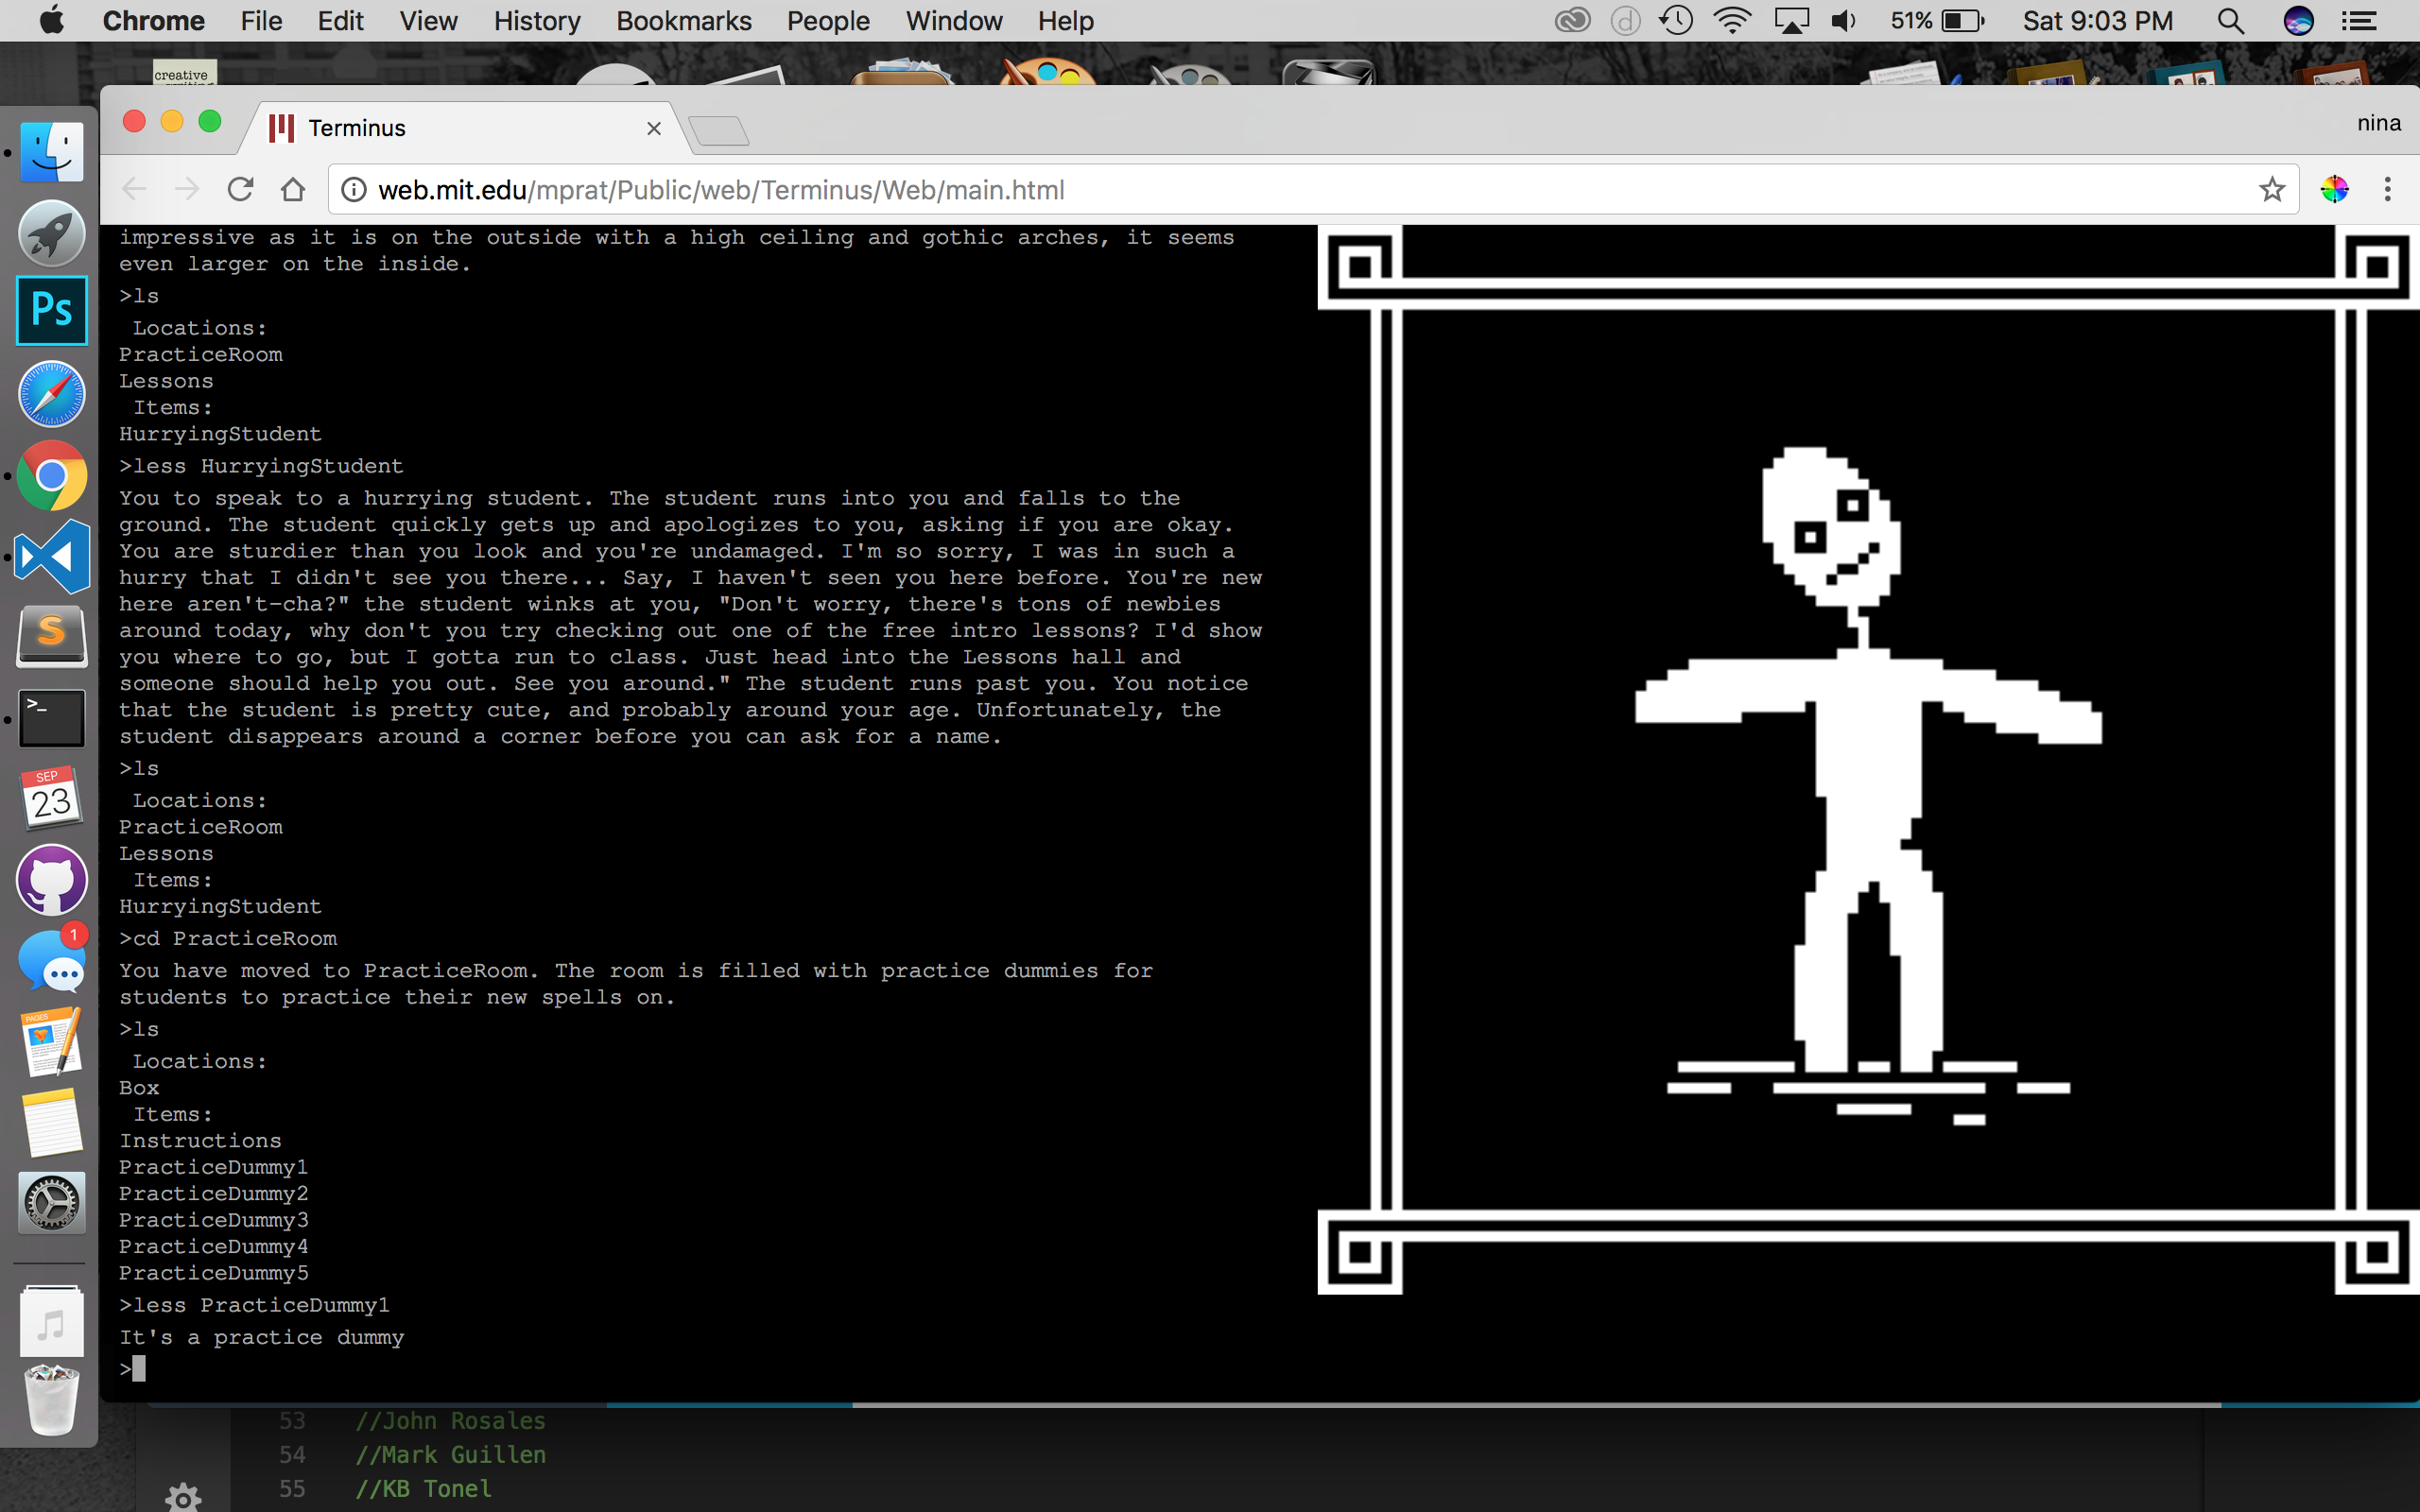 Chrome File Edit View History Bookmarks People Window Help 51% Sat 9:03 PM
creative
Terminus
nina
web.mit.edu/mprat/Public/web/Terminus/Web/main.html
Ps
impressive as it is on the outside with a high ceiling and gothic arches, it seems
even larger on the inside.
>ls
Locations:
PracticeRoom
Lessons
Items:
HurryingStudent
>less HurryingStudent
You to speak to a hurrying student. The student runs into you and falls to the
ground. The student quickly gets up and apologizes to you, asking if you are okay.
You are sturdier than you look and you're undamaged. I'm so sorry, I was in such a
hurry that I didn't see you there... Say, I haven't seen you here before. You're new
here aren't-cha?" the student winks at you, "Don't worry, there's tons of newbies
around today, why don't you try checking out one of the free intro lessons? I'd show
you where to go, but I gotta run to class. Just head into the Lessons hall and
someone should help you out. See you around." The student runs past you. You notice
that the student is pretty cute, and probably around your age. Unfortunately, the
student disappears around a corner before you can ask for a name.
>ls
Locations:
PracticeRoom
Lessons
Items:
HurryingStudent
>cd PracticeRoom
You have moved to PracticeRoom. The room is filled with practice dummies for
students to practice their new spells on.
>ls
Locations:
Box
Items:
Instructions
PracticeDummy1
PracticeDummy2
PracticeDummy3
PracticeDummy4
PracticeDummy5
>less PracticeDummy1
It's a practice dummy
>
S
>_
SEP
23
1
PAGES
53 //John Rosales
54 //Mark Guillen
55 //KB Tonel